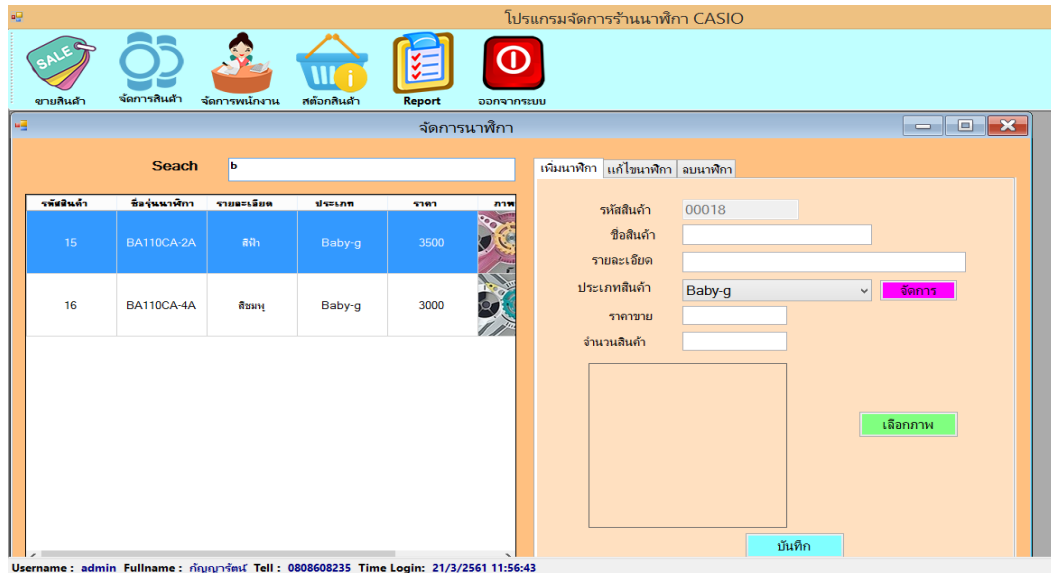 โปรแกรมจัดการร้านนาฬิกา CASIO
SALE
ขายสินค้า จัดการสินค้า จัดการพนักงาน สต๊อกสินค้า Report ออกจากระบบ
จัดการนาฬิกา
Seach b
เพิ่มนาฬิกา แก้ไขนาฬิกา ลบนาฬิกา
รหัสสินค้า ชื่อรุ่นนาฬิกา รายละเอียด ประเภท ราคา ภาพ
15 BA110CA-2A สีฟ้า Baby-g 3500
16 BA110CA-4A สีชมพู Baby-g 3000
รหัสสินค้า 00018
ชื่อสินค้า
รายละเอียด
ประเภทสินค้า Baby-g จัดการ
ราคาขาย
จำนวนสินค้า
เลือกภาพ
บันทึก
Username : admin Fullname : กัญญารัตน์ Tell : 0808608235 Time Login: 21/3/2561 11:56:43